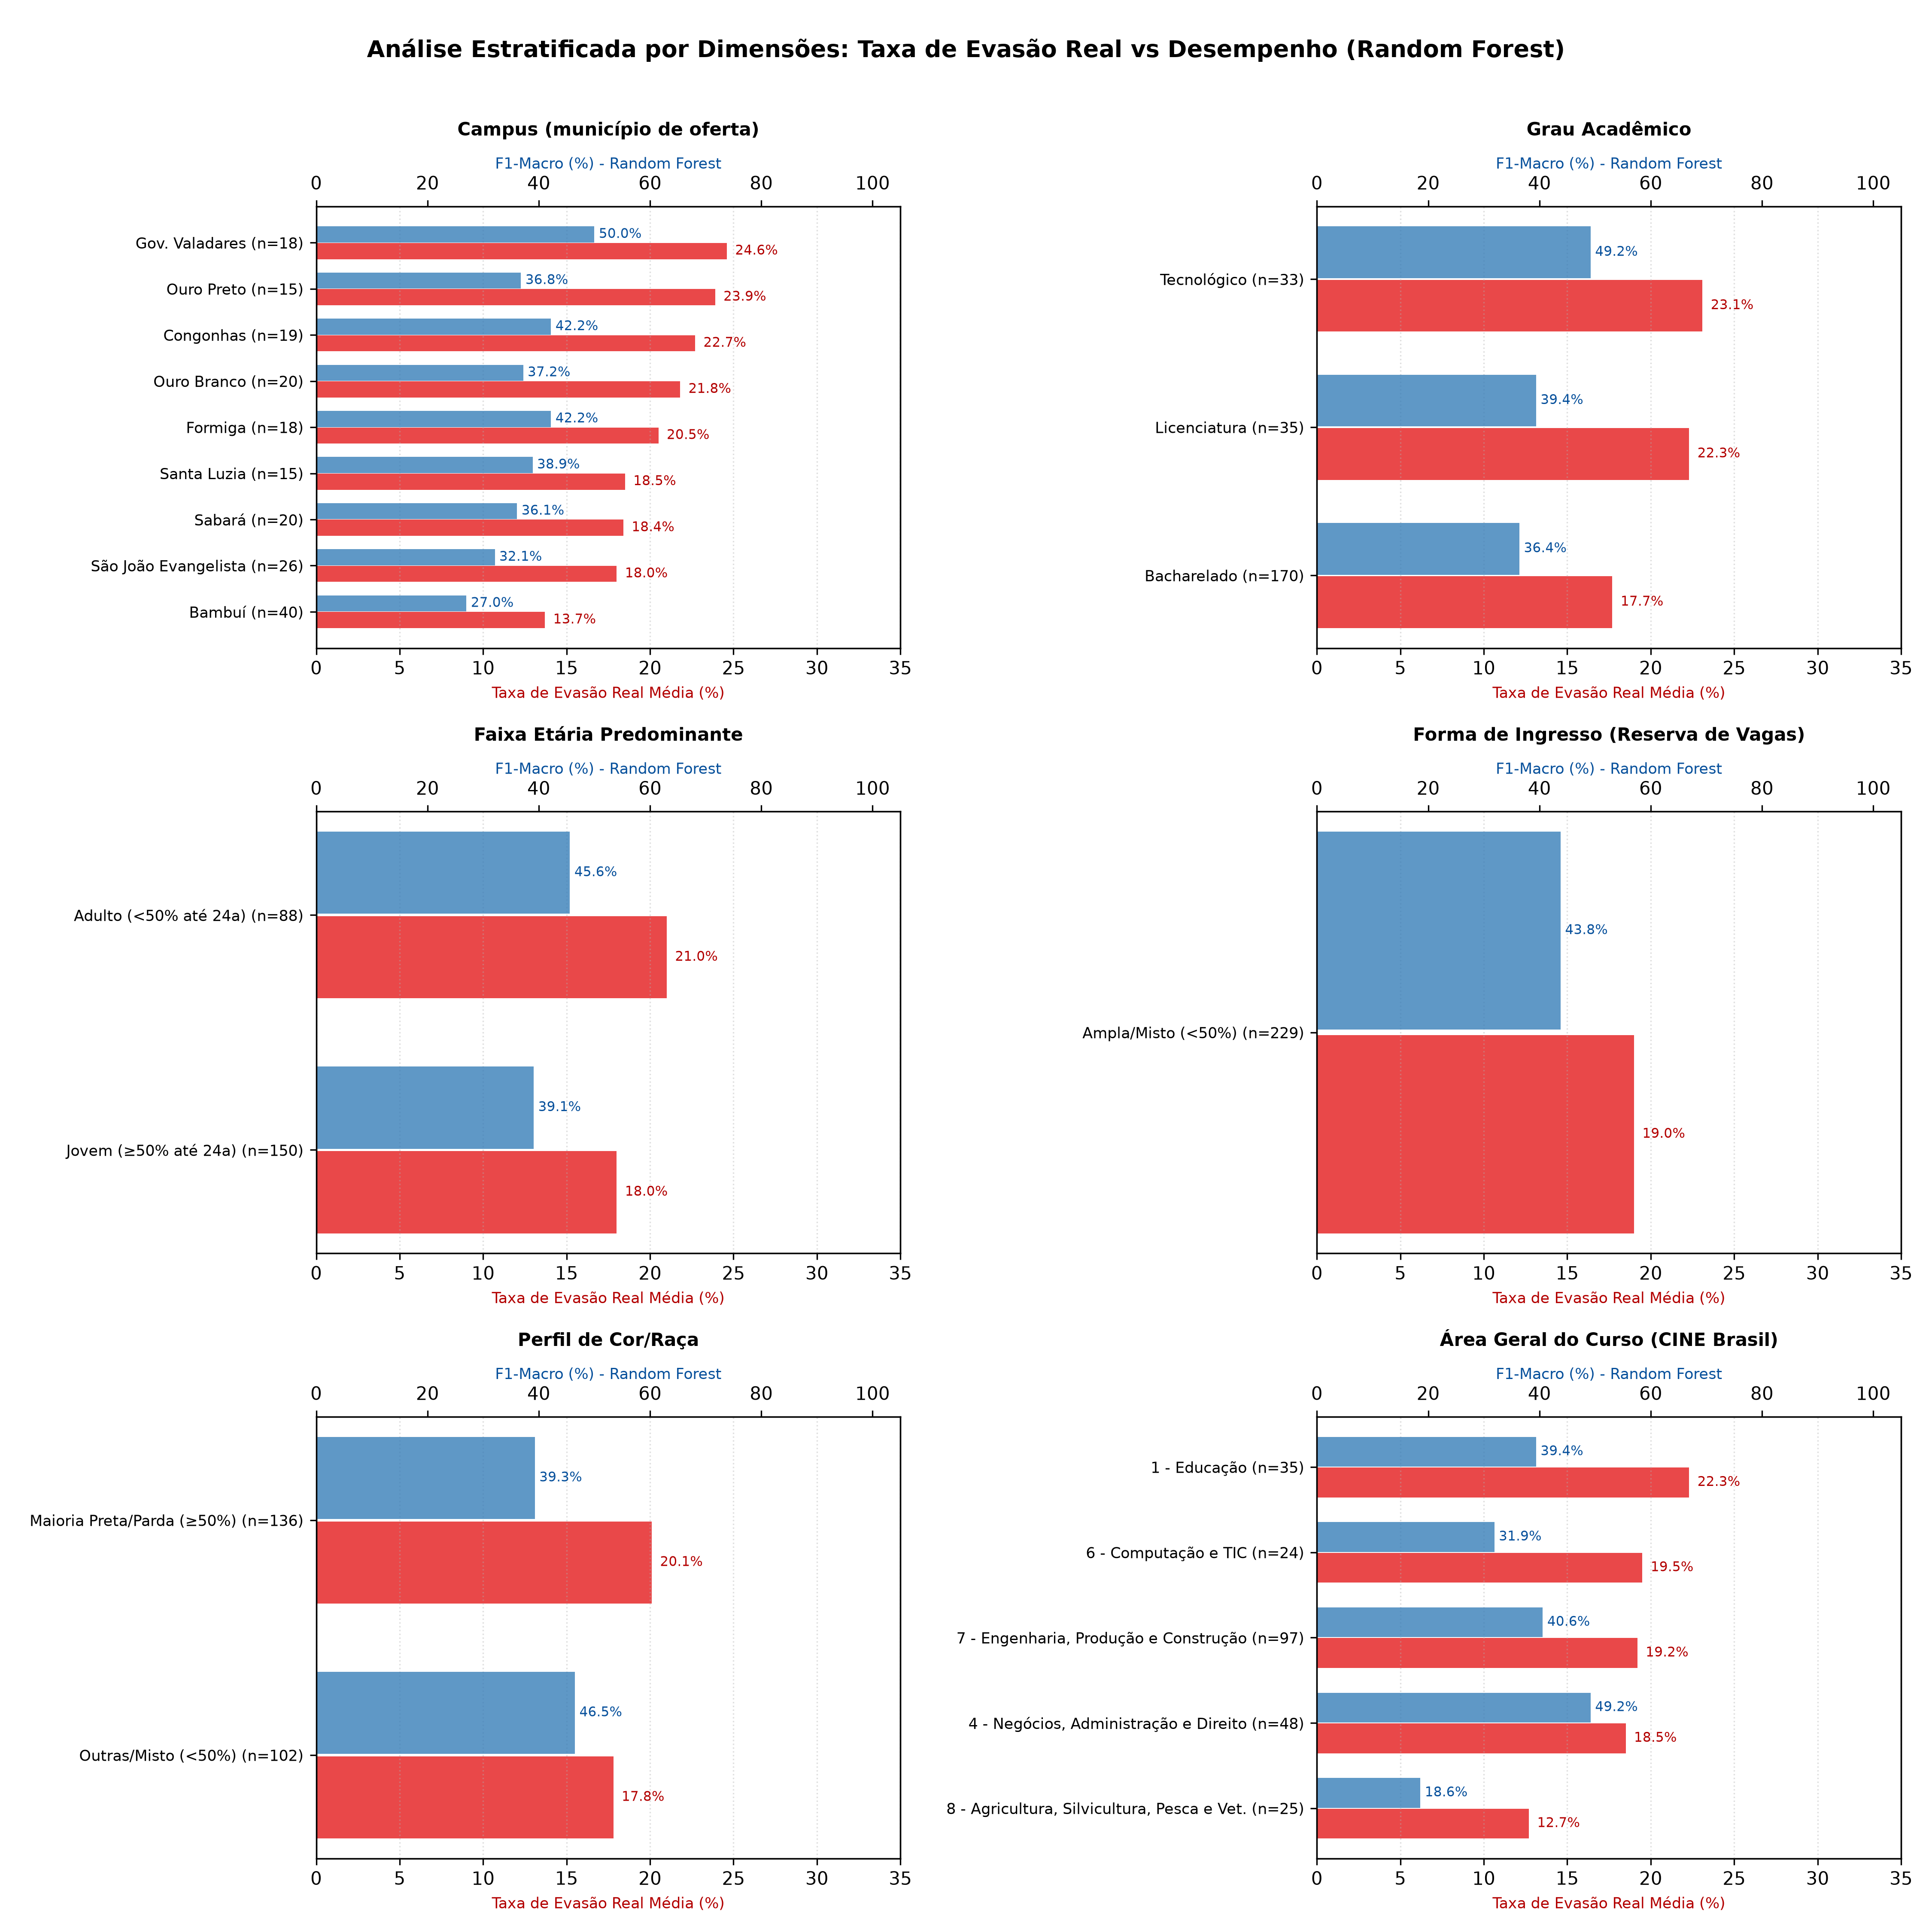 Análise Estratificada por Dimensões: Taxa de Evasão Real vs Desempenho (Random Forest)
Campus (município de oferta)
F1-Macro (%) - Random Forest
0 20 40 60 80 100
Gov. Valadares (n=18) 50.0% 24.6%
Ouro Preto (n=15) 36.8% 23.9%
Congonhas (n=19) 42.2% 22.7%
Ouro Branco (n=20) 37.2% 21.8%
Formiga (n=18) 42.2% 20.5%
Santa Luzia (n=15) 38.9% 18.5%
Sabará (n=20) 36.1% 18.4%
São João Evangelista (n=26) 32.1% 18.0%
Bambuí (n=40) 27.0% 13.7%
0 5 10 15 20 25 30 35
Taxa de Evasão Real Média (%)
Grau Acadêmico
F1-Macro (%) - Random Forest
0 20 40 60 80 100
Tecnológico (n=33) 49.2% 23.1%
Licenciatura (n=35) 39.4% 22.3%
Bacharelado (n=170) 36.4% 17.7%
0 5 10 15 20 25 30 35
Taxa de Evasão Real Média (%)
Faixa Etária Predominante
F1-Macro (%) - Random Forest
0 20 40 60 80 100
Adulto (<50% até 24a) (n=88) 45.6% 21.0%
Jovem (≥50% até 24a) (n=150) 39.1% 18.0%
0 5 10 15 20 25 30 35
Taxa de Evasão Real Média (%)
Forma de Ingresso (Reserva de Vagas)
F1-Macro (%) - Random Forest
0 20 40 60 80 100
Ampla/Misto (<50%) (n=229) 43.8% 19.0%
0 5 10 15 20 25 30 35
Taxa de Evasão Real Média (%)
Perfil de Cor/Raça
F1-Macro (%) - Random Forest
0 20 40 60 80 100
Maioria Preta/Parda (≥50%) (n=136) 39.3% 20.1%
Outras/Misto (<50%) (n=102) 46.5% 17.8%
0 5 10 15 20 25 30 35
Taxa de Evasão Real Média (%)
Área Geral do Curso (CINE Brasil)
F1-Macro (%) - Random Forest
0 20 40 60 80 100
1 - Educação (n=35) 39.4% 22.3%
6 - Computação e TIC (n=24) 31.9% 19.5%
7 - Engenharia, Produção e Construção (n=97) 40.6% 19.2%
4 - Negócios, Administração e Direito (n=48) 49.2% 18.5%
8 - Agricultura, Silvicultura, Pesca e Vet. (n=25) 18.6% 12.7%
0 5 10 15 20 25 30 35
Taxa de Evasão Real Média (%)